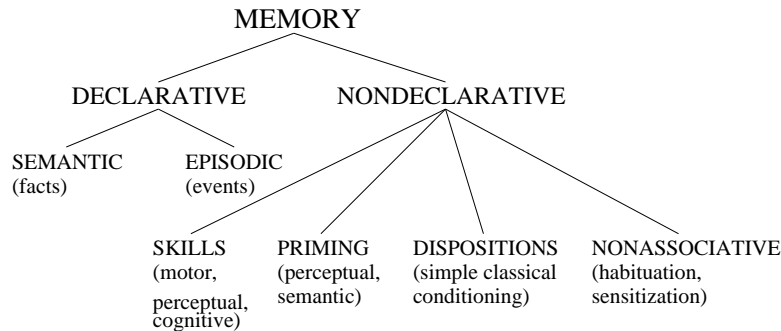 MEMORY
DECLARATIVE
NONDECLARATIVE
SEMANTIC
(facts)
EPISODIC
(events)
SKILLS
(motor,
perceptual,
cognitive)
PRIMING
(perceptual,
semantic)
DISPOSITIONS
(simple classical
conditioning)
NONASSOCIATIVE
(habituation,
sensitization)